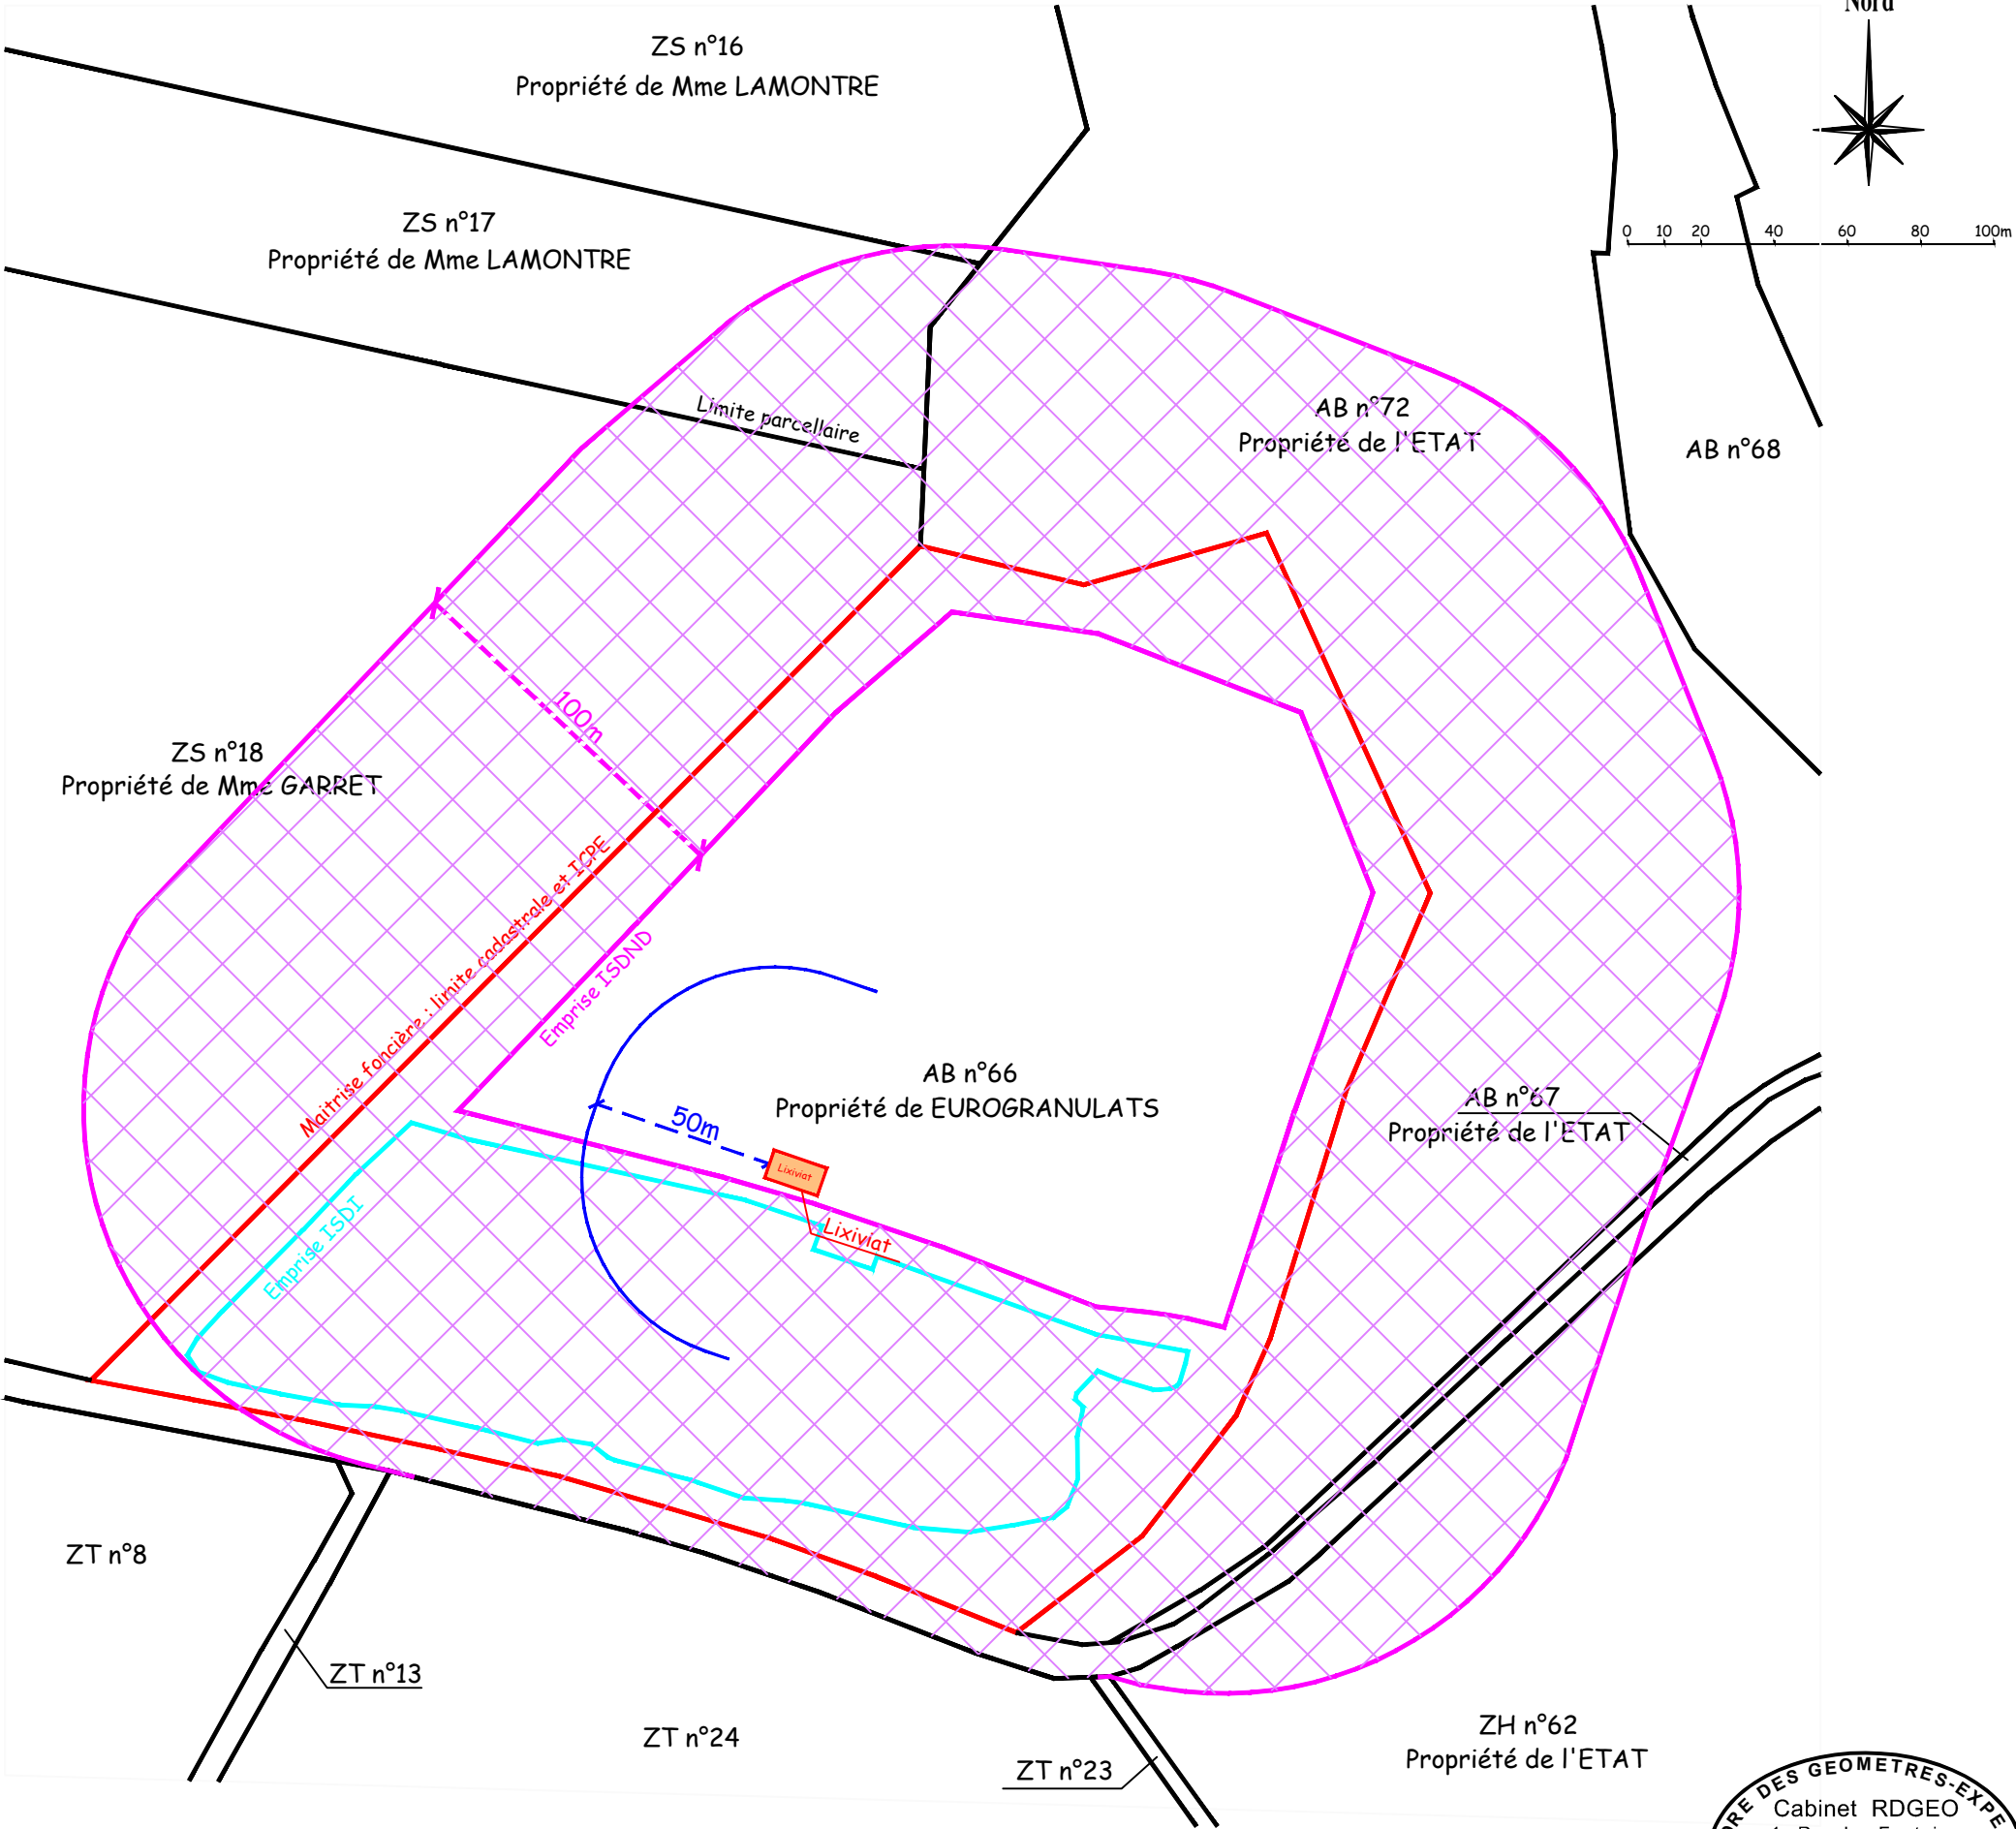 Nord
ZS n°16
Propriété de Mme LAMONTRE
ZS n°17
Propriété de Mme LAMONTRE
0 10 20 40 60 80 100m
Limite parcellaire
AB n°72
Propriété de l'ETAT
AB n°68
100m
ZS n°18
Propriété de Mme GARRET
Maitrise foncière : limite cadastrale et ICPE
Emprise ISDND
AB n°66
Propriété de EUROGRANULATS
AB n°67
Propriété de l'ETAT
50m
Lixiviat
Lixiviat
Emprise ISDI
ZT n°8
ZT n°13
ZT n°24
ZT n°23
ZH n°62
Propriété de l'ETAT
DES GEOMETRES-EXPE
Cabinet RDGEO